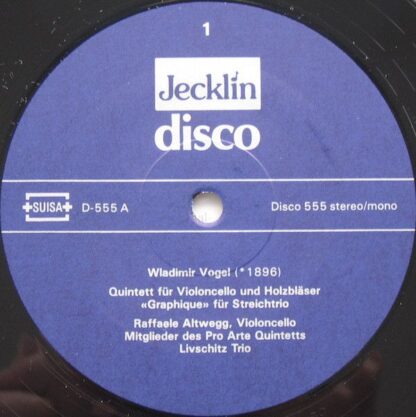 1
Jecklin
disco
SUISA D-555 A Disco 555 stereo/mono
Wladimir Vogel (*1896)
Quintett für Violoncello und Holzbläser
«Graphique» für Streichtrio
Raffaele Altwegg, Violoncello
Mitglieder des Pro Arte Quintetts
Livschitz Trio